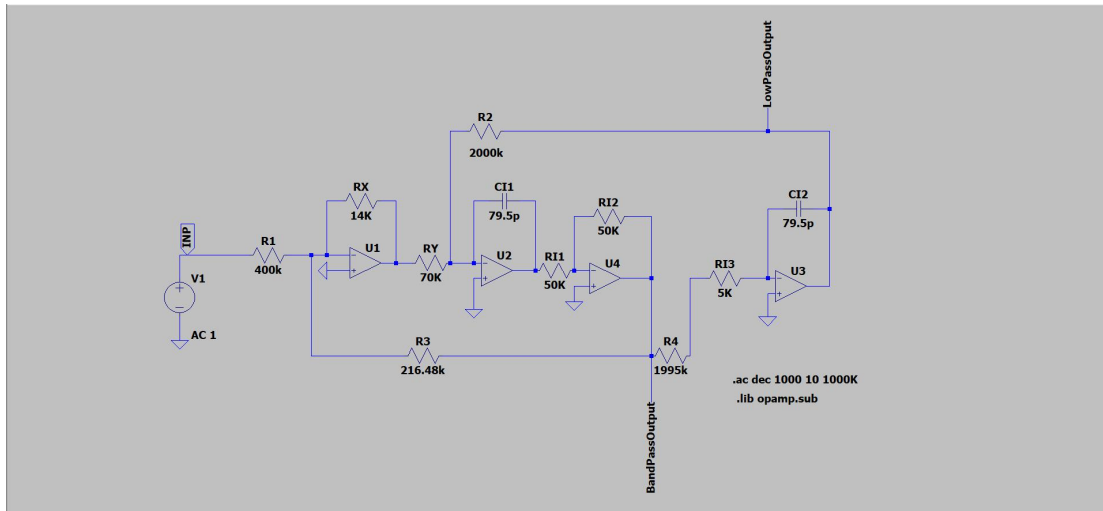 LowPassOutput
R2
2000k
RX
14K
CI1
79.5p
CI2
79.5p
RI2
50K
INP
R1
400k
U1
RY
70K
U2
RI1
50K
U4
RI3
5K
U3
V1
AC 1
R3
216.48k
R4
1995k
.ac dec 1000 10 1000K
.lib opamp.sub
BandPassOutput